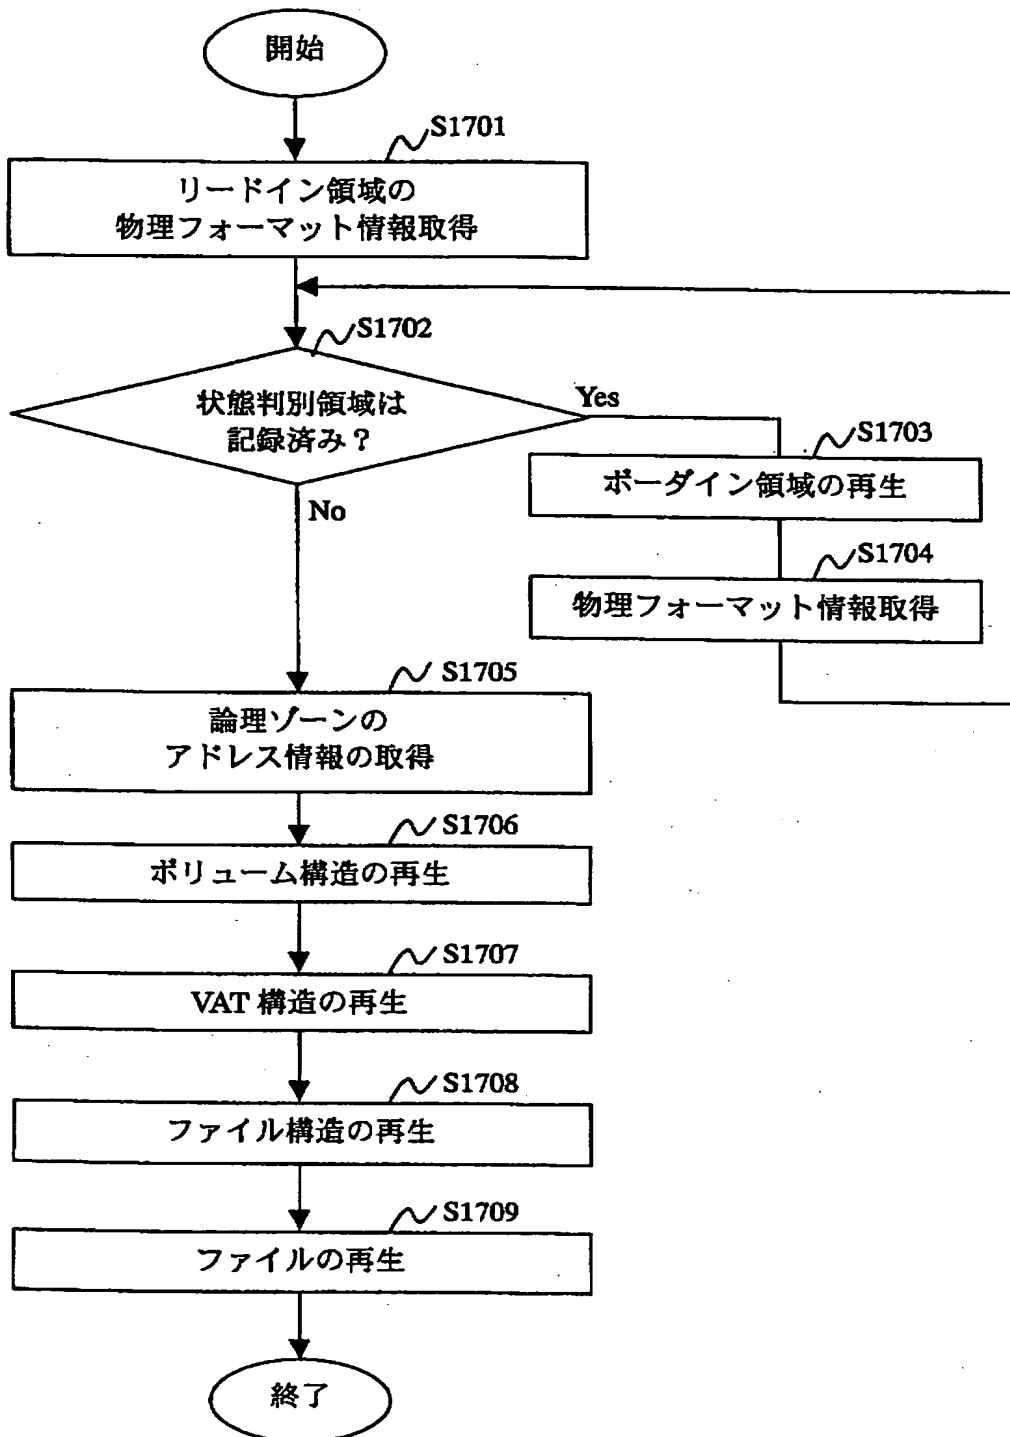 開始
S1701
リードイン領域の
物理フォーマット情報取得
S1702
状態判別領域は
記録済み？
Yes
No
S1703
ボーダイン領域の再生
S1704
物理フォーマット情報取得
S1705
論理ゾーンの
アドレス情報の取得
S1706
ボリューム構造の再生
S1707
VAT 構造の再生
S1708
ファイル構造の再生
S1709
ファイルの再生
終了